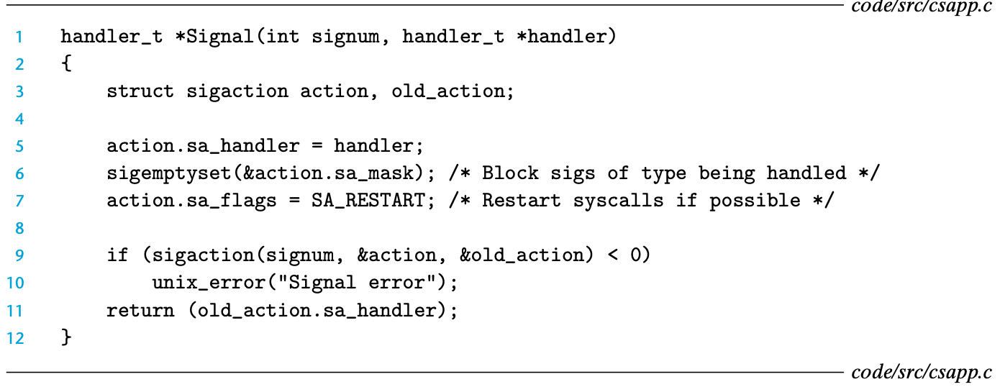 code/src/csapp.c
1 handler_t *Signal(int signum, handler_t *handler)
2 {
3 struct sigaction action, old_action;
4
5 action.sa_handler = handler;
6 sigemptyset(&action.sa_mask); /* Block sigs of type being handled */
7 action.sa_flags = SA_RESTART; /* Restart syscalls if possible */
8
9 if (sigaction(signum, &action, &old_action) < 0)
10 unix_error("Signal error");
11 return (old_action.sa_handler);
12 }
code/src/csapp.c